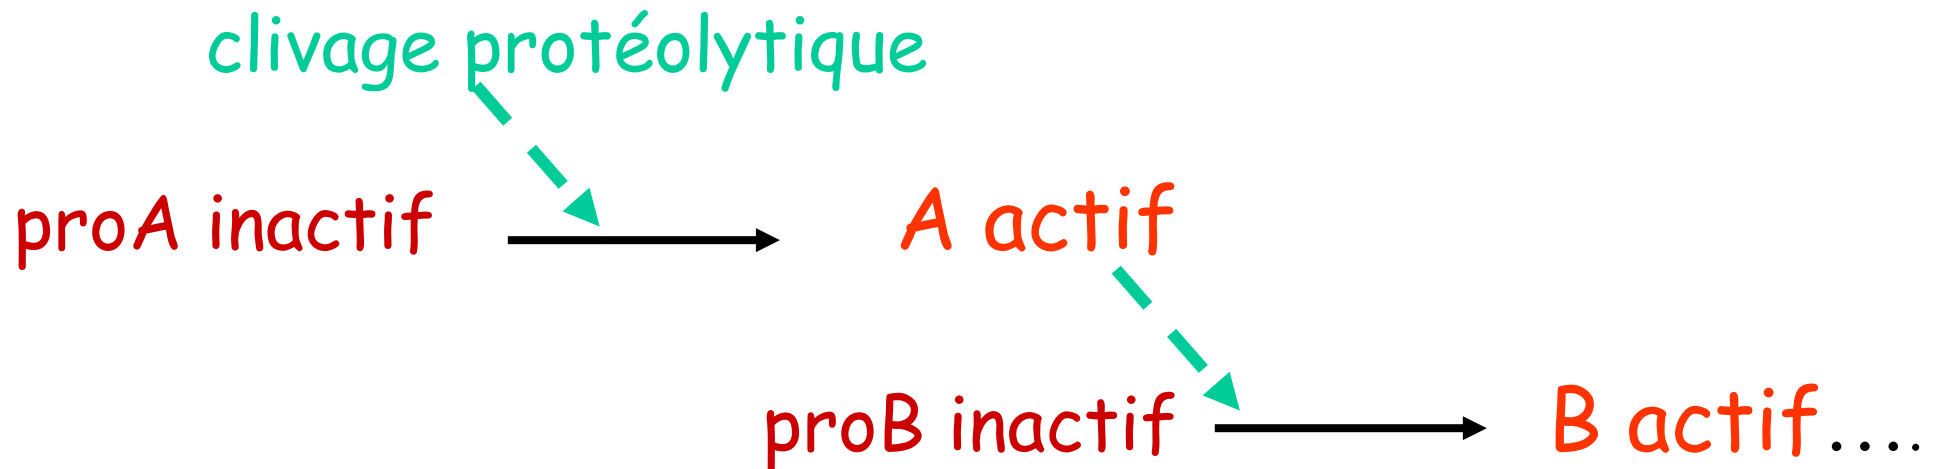 clivage protéolytique
proA inactif A actif
proB inactif B actif....